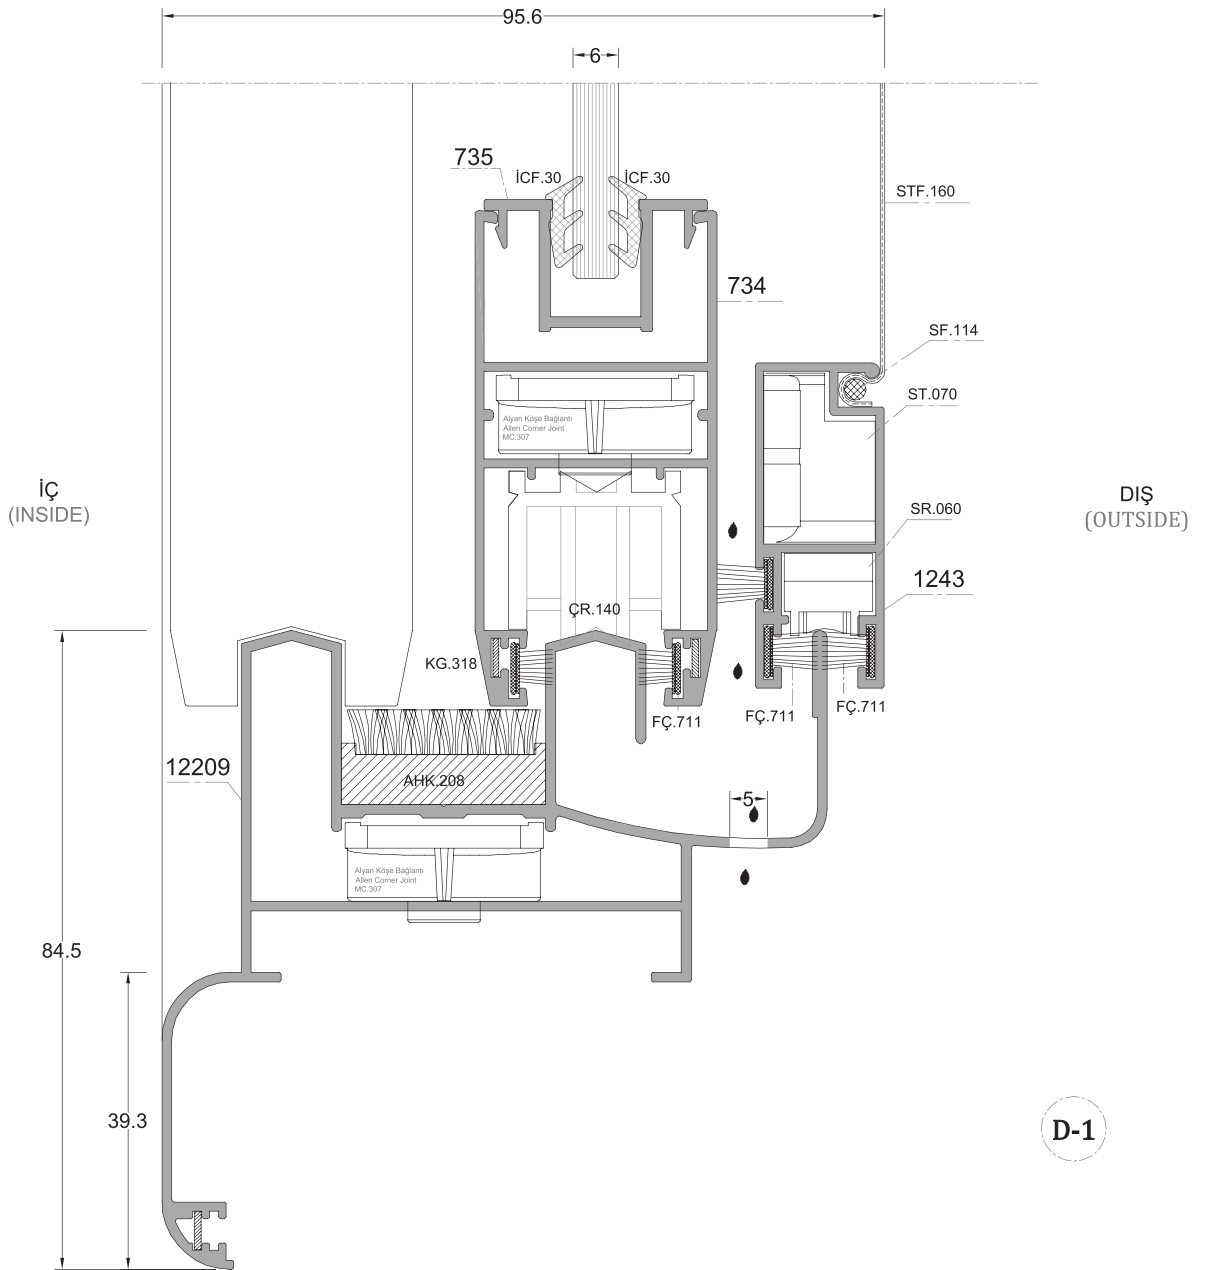 95.6
6
735
İCF.30
İCF.30
STF.160
734
SF.114
ST.070
Alyan Köşe Bağlantı
Allen Corner Joint
MC.307
İÇ
(INSIDE)
DIŞ
(OUTSIDE)
SR.060
1243
ÇR.140
KG.318
FÇ.711
FÇ.711
FÇ.711
12209
AHK.208
5
Alyan Köşe Bağlantı
Allen Corner Joint
MC.307
84.5
39.3
D-1